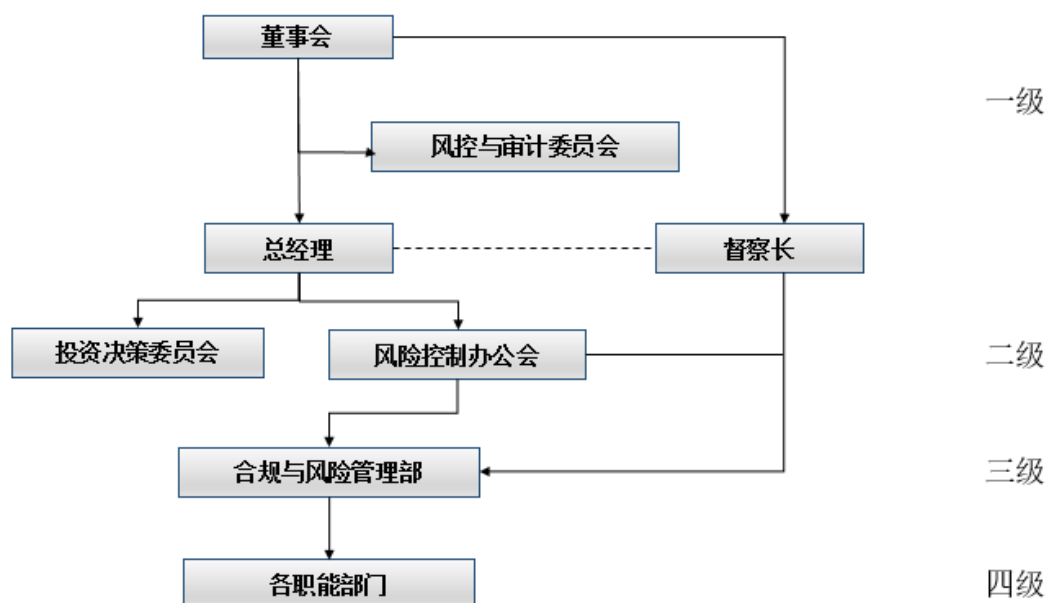 董事会
一级
风控与审计委员会
总经理
督察长
投资决策委员会
风险控制办公会
二级
合规与风险管理部
三级
各职能部门
四级